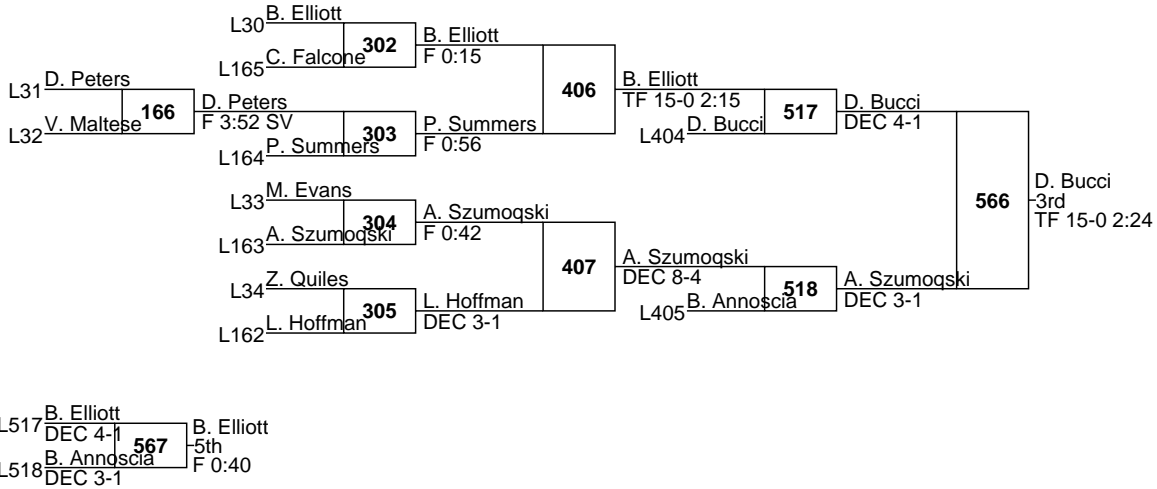 L30 B. Elliott
302
B. Elliott
F 0:15
L165 C. Falcone
L31 D. Peters
166
D. Peters
F 3:52 SV
L32 V. Maltese
303
P. Summers
F 0:56
L164 P. Summers
406
B. Elliott
TF 15-0 2:15
L404 D. Bucci
517
D. Bucci
DEC 4-1
L33 M. Evans
304
A. Szumoqski
F 0:42
L163 A. Szumoqski
L34 Z. Quiles
305
L. Hoffman
DEC 3-1
L162 L. Hoffman
407
A. Szumoqski
DEC 8-4
L405 B. Annoscia
518
A. Szumoqski
DEC 3-1
566
D. Bucci
3rd
TF 15-0 2:24
L517 B. Elliott
DEC 4-1
567
B. Elliott
5th
F 0:40
L518 B. Annoscia
DEC 3-1